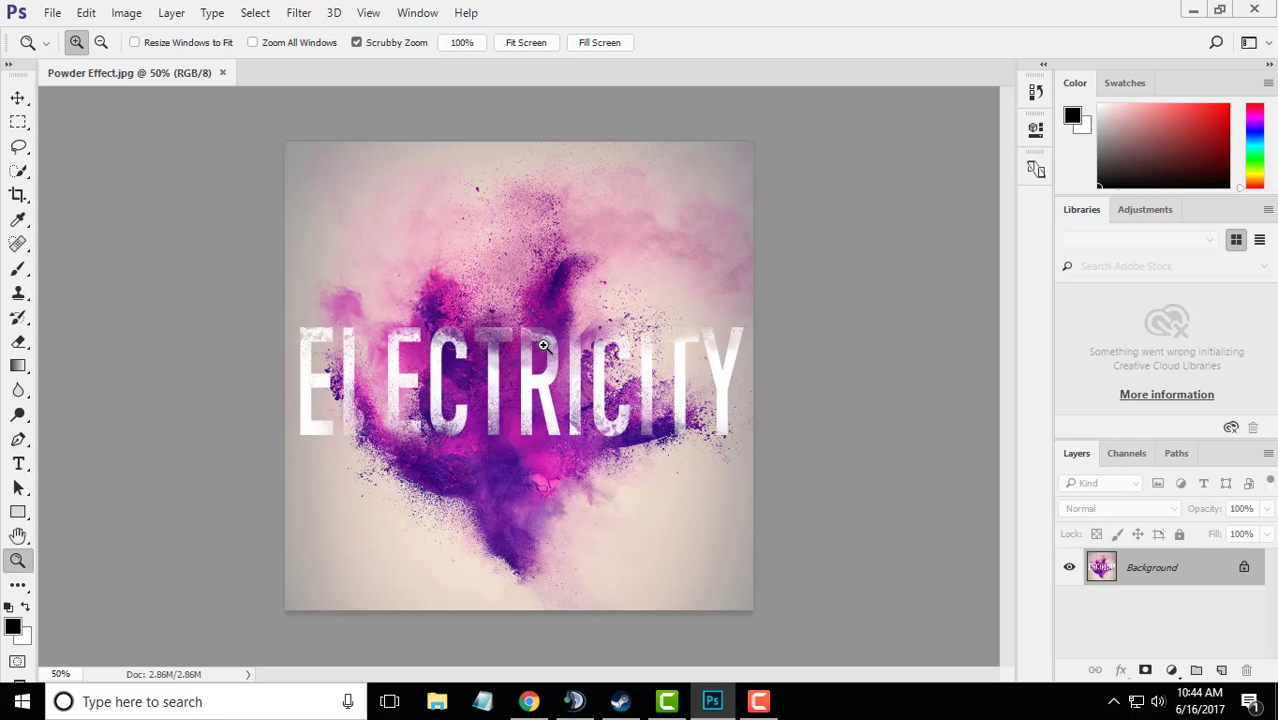 Ps File Edit Image Layer Type Select Filter 3D View Window Help
Resize Windows to Fit Zoom All Windows Scrubby Zoom 100% Fit Screen Fill Screen
Powder Effect.jpg @ 50% (RGB/8) ×
Color Swatches
Libraries Adjustments
Search Adobe Stock
Something went wrong initializing
Creative Cloud Libraries
More information
ELECTRICITY
Layers Channels Paths
Kind
Normal Opacity: 100%
Lock: Fill: 100%
Background
50% Doc: 2.86M/2.86M
Type here to search
Ps
10:44 AM
6/16/2017
1